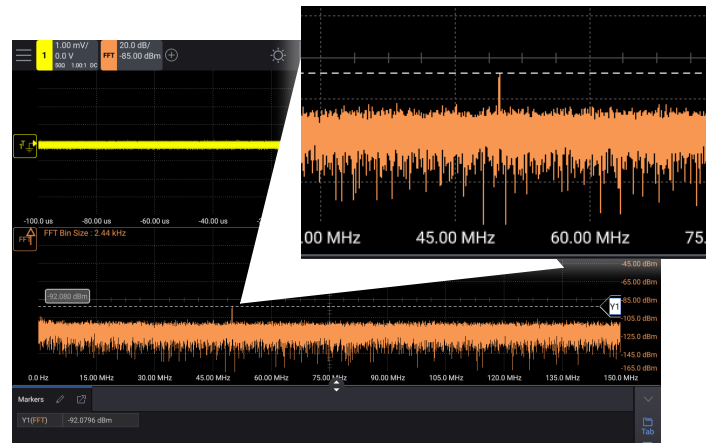 1
1.00 mV/
0.0 V
50Ω 1.00:1 DC
FFT
20.0 dB/
-85.00 dBm
-100.0 us -80.00 us -60.00 us -40.00 us
FFT
FFT Bin Size : 2.44 kHz
.00 MHz 45.00 MHz 60.00 MHz 75.
-45.00 dBm
-65.00 dBm
-92.080 dBm
-85.00 dBm
Y1
-105.0 dBm
-125.0 dBm
-145.0 dBm
-165.0 dBm
0.0 Hz 15.00 MHz 30.00 MHz 45.00 MHz 60.00 MHz 75.00 MHz 90.00 MHz 105.0 MHz 120.0 MHz 135.0 MHz 150.0 MHz
Markers
Y1(FFT) -92.0796 dBm
Tab